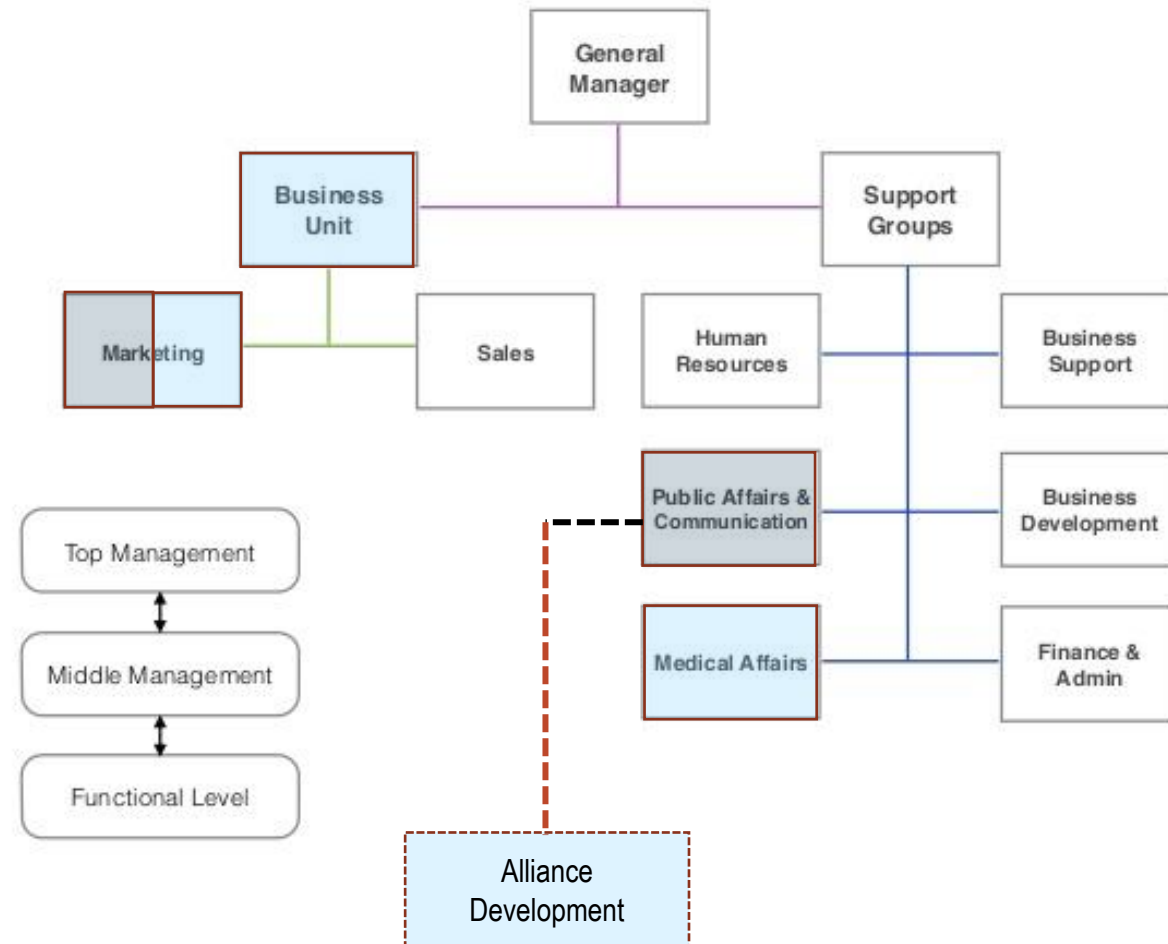 General
Manager
Business
Unit
Support
Groups
Marketing
Sales
Human
Resources
Business
Support
Public Affairs &
Communication
Business
Development
Medical Affairs
Finance &
Admin
Top Management
Middle Management
Functional Level
Alliance
Development